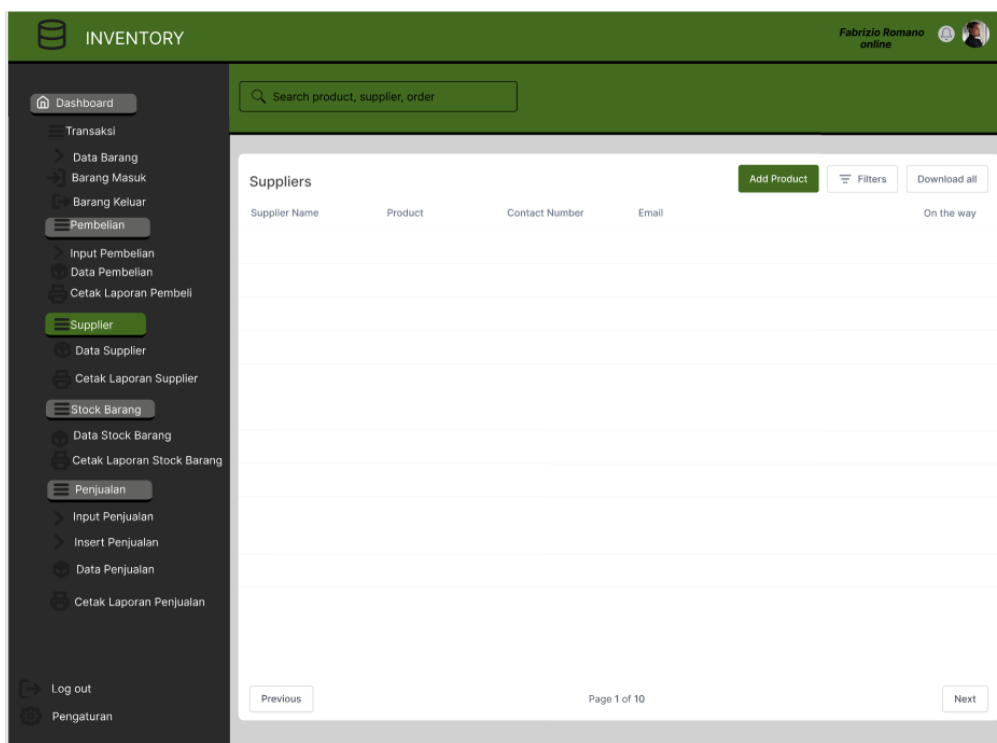 INVENTORY
Fabrizio Romano
online
Dashboard
Transaksi
Data Barang
Barang Masuk
Barang Keluar
Pembelian
Input Pembelian
Data Pembelian
Cetak Laporan Pembeli
Supplier
Data Supplier
Cetak Laporan Supplier
Stock Barang
Data Stock Barang
Cetak Laporan Stock Barang
Penjualan
Input Penjualan
Insert Penjualan
Data Penjualan
Cetak Laporan Penjualan
Log out
Pengaturan
Search product, supplier, order
Suppliers
Add Product
Filters
Download all
Supplier Name Product Contact Number Email On the way
Previous
Page 1 of 10
Next